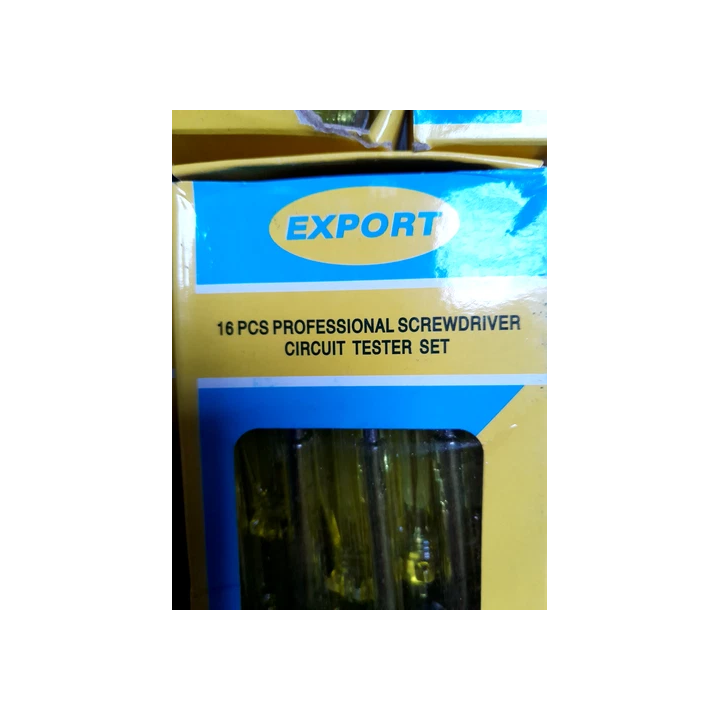 EXPORT
16 PCS PROFESSIONAL SCREWDRIVER
CIRCUIT TESTER SET